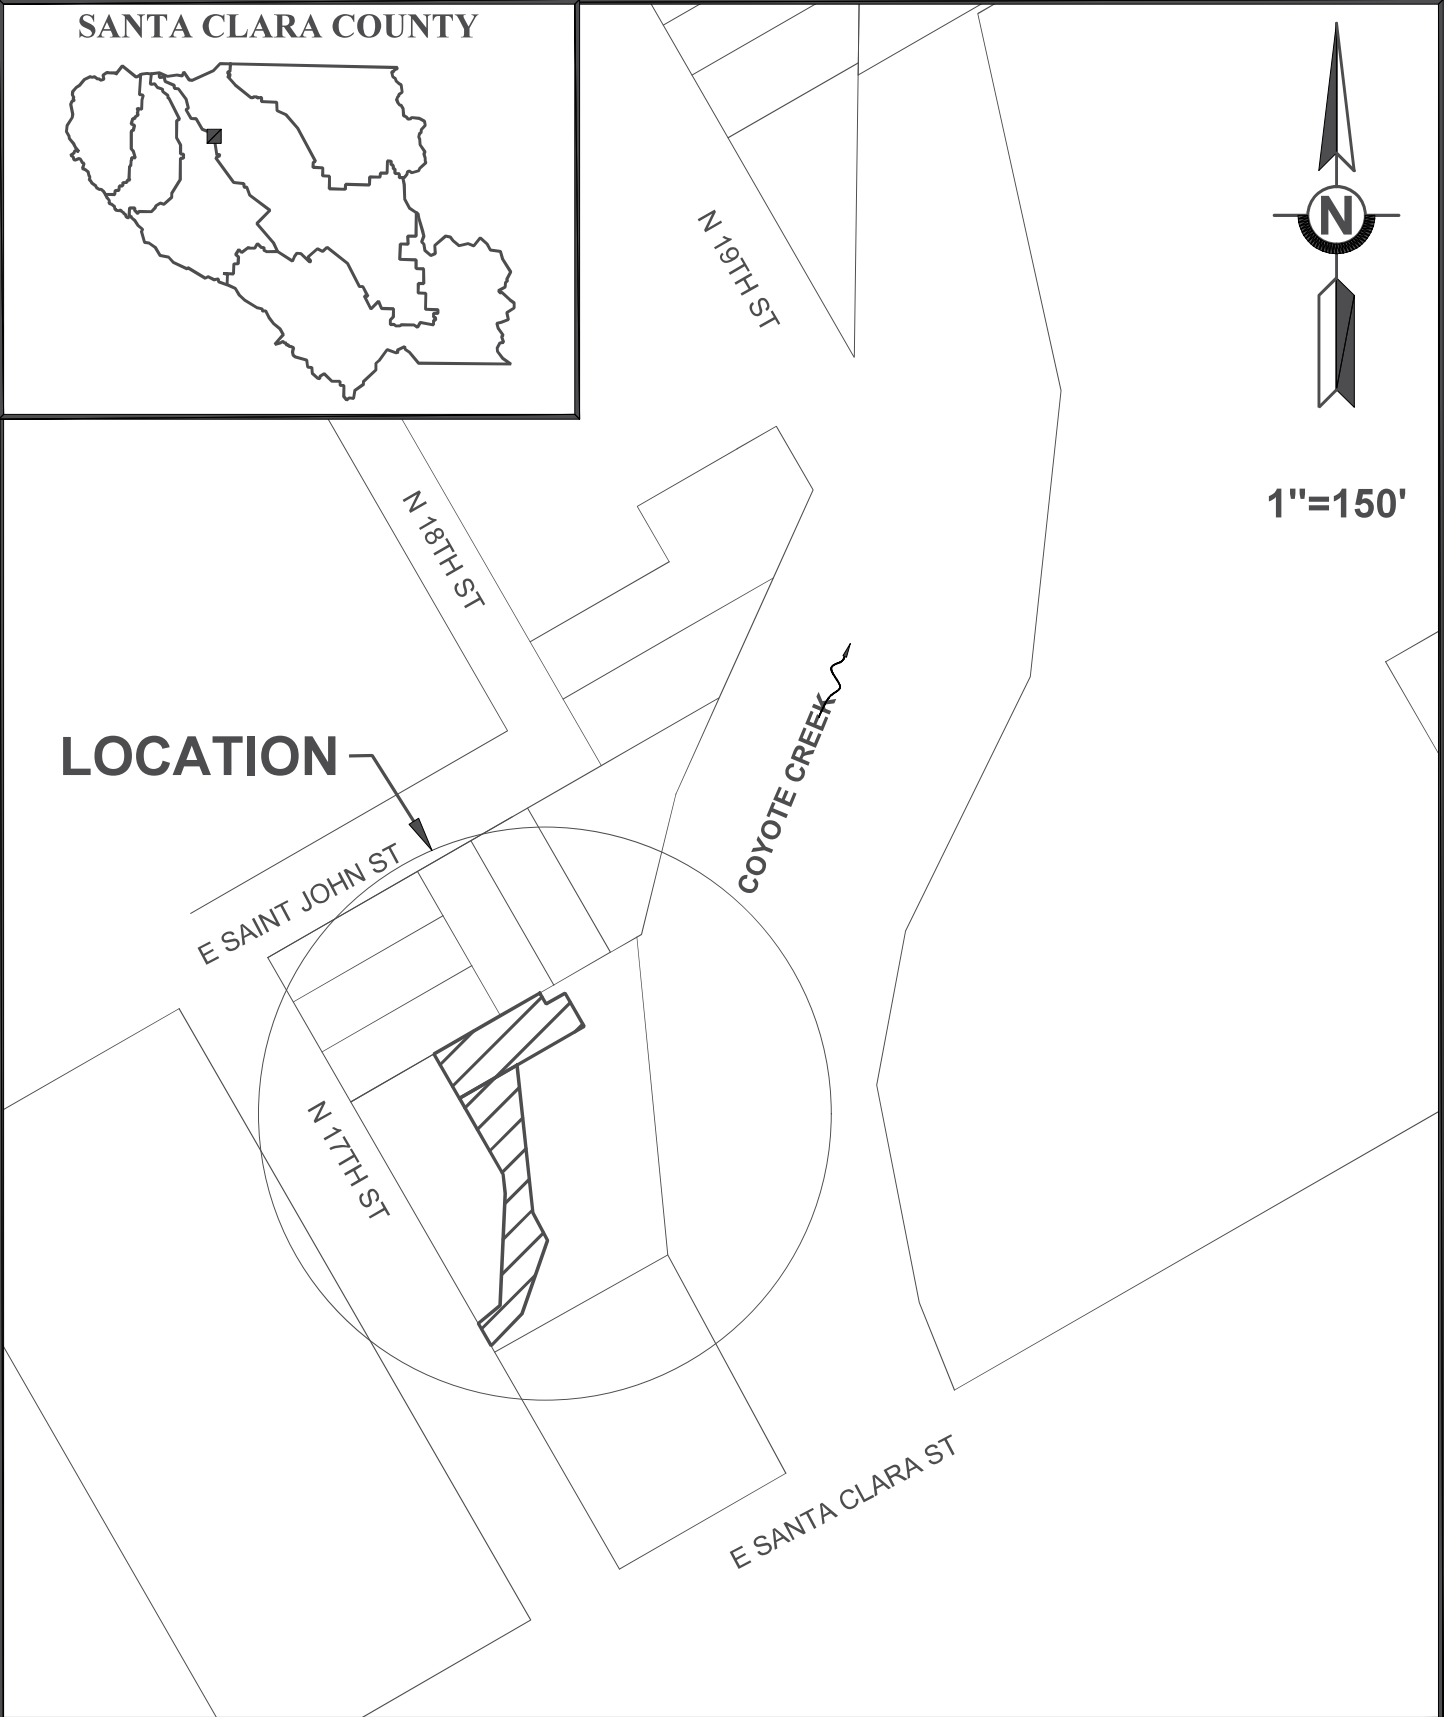 SANTA CLARA COUNTY
N
1"=150'
N 19TH ST
N 18TH ST
LOCATION
COYOTE CREEK
E SAINT JOHN ST
N 17TH ST
E SANTA CLARA ST